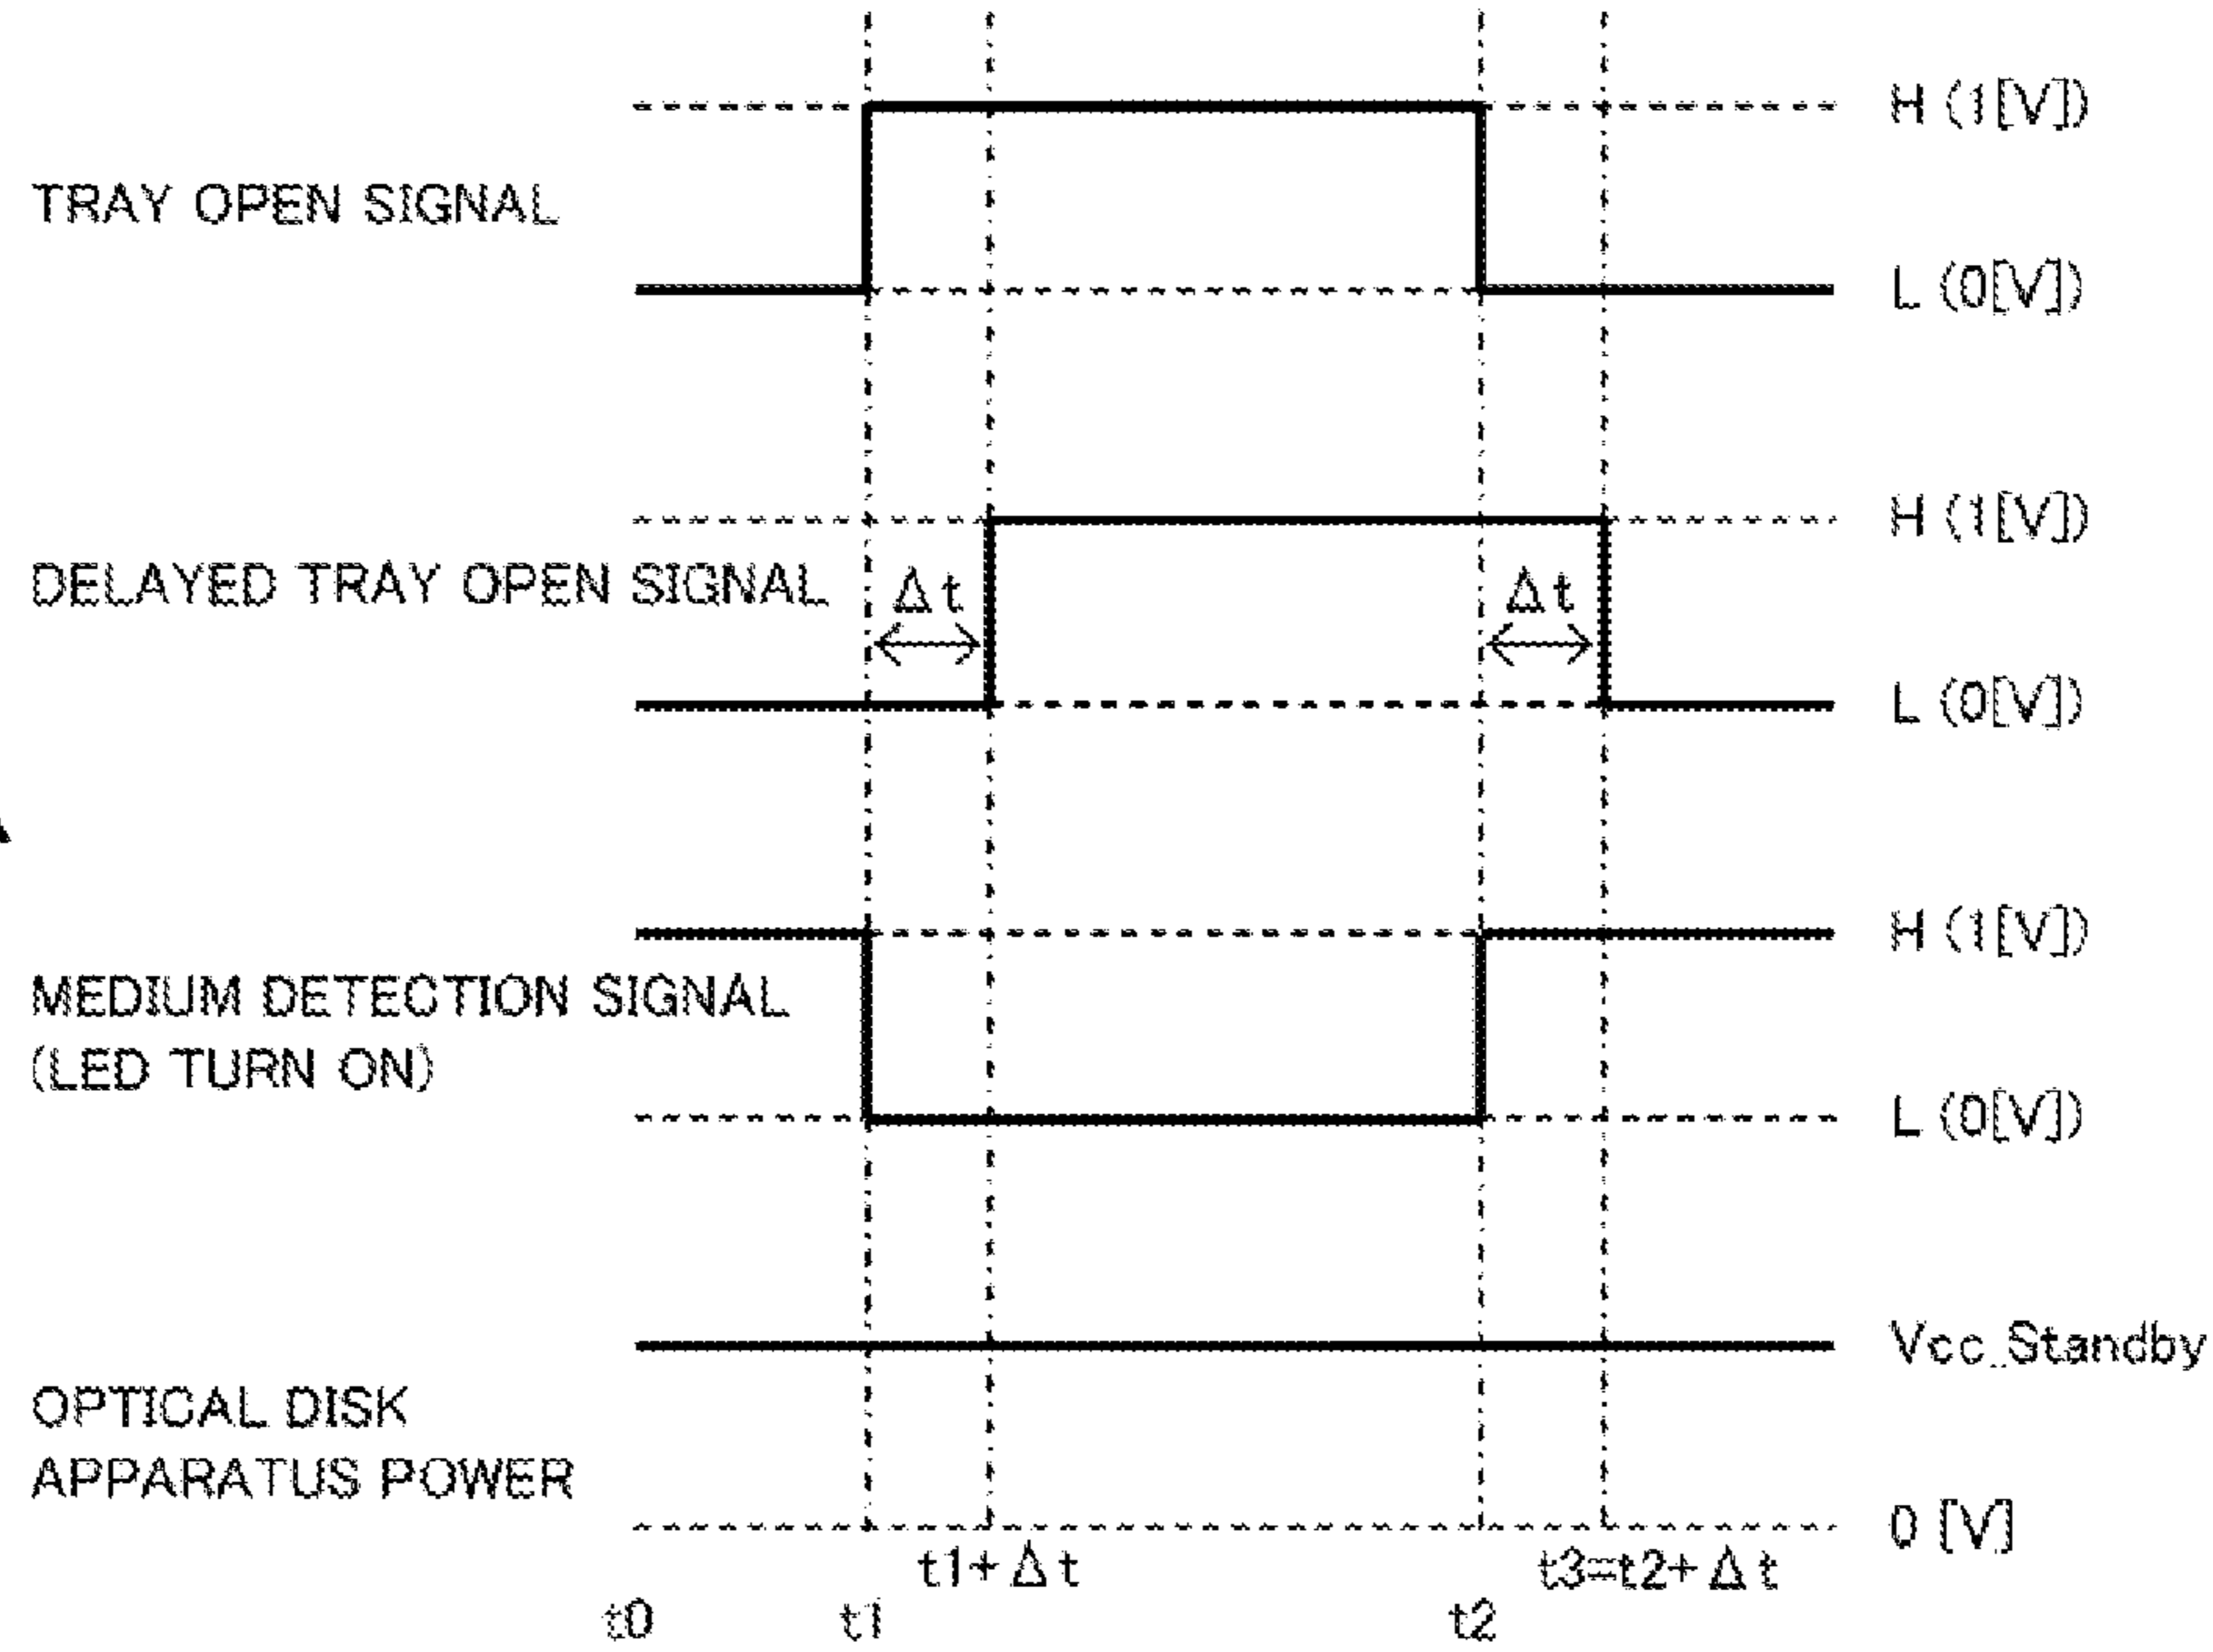 H (1[V])
TRAY OPEN SIGNAL
L (0[V])
H (1[V])
DELAYED TRAY OPEN SIGNAL
Δt
Δt
L (0[V])
H (1[V])
MEDIUM DETECTION SIGNAL
(LED TURN ON)
L (0[V])
Vcc_Standby
OPTICAL DISK
APPARATUS POWER
0 [V]
t1+Δt
t3=t2+Δt
t0
t1
t2